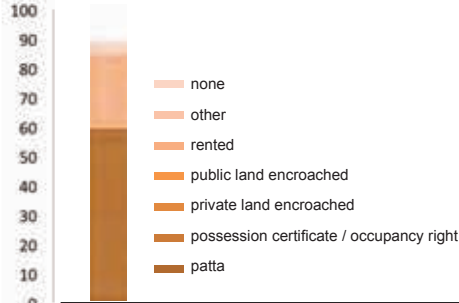 100
90
80
70
60
50
40
30
20
10
0
none
other
rented
public land encroached
private land encroached
possession certificate / occupancy right
patta